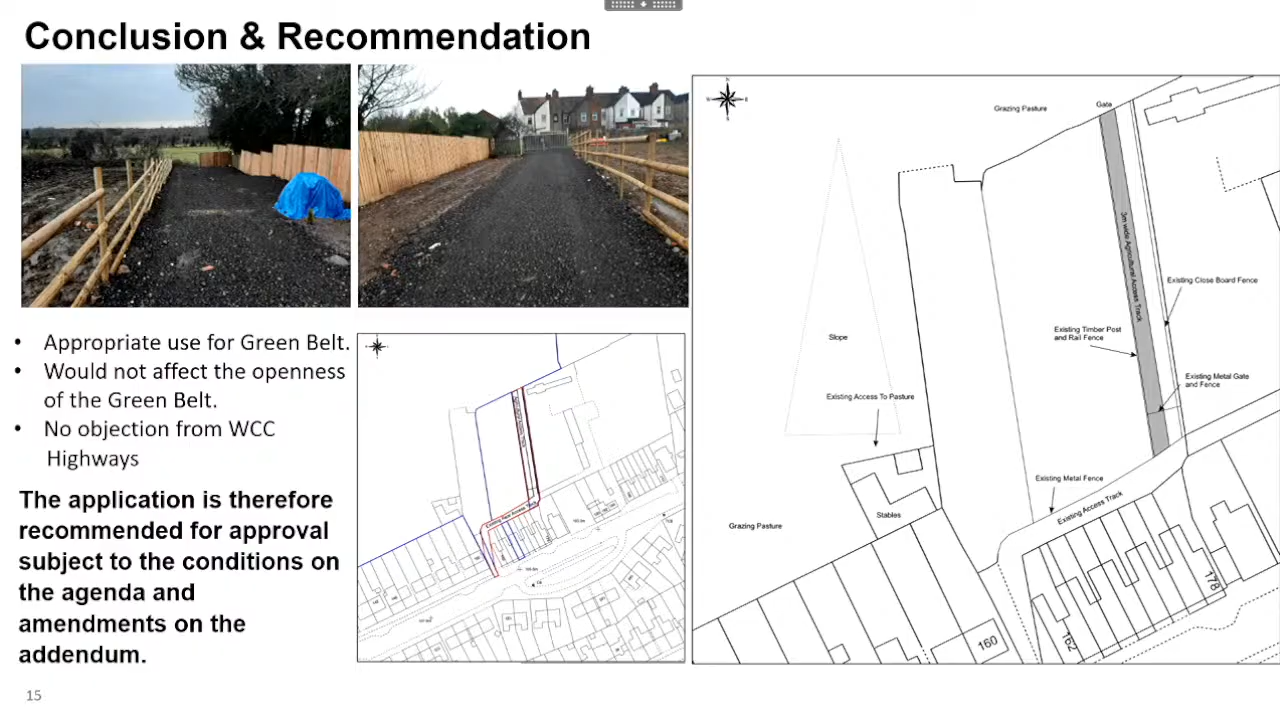 Conclusion & Recommendation
• Appropriate use for Green Belt.
• Would not affect the openness
of the Green Belt.
• No objection from WCC
Highways
The application is therefore
recommended for approval
subject to the conditions on
the agenda and
amendments on the
addendum.
15
Grazing Pasture
Gate
3m wide Agricultural Access Track
Existing Close Board Fence
Existing Timber Post
and Rail Fence
Slope
Existing Metal Gate
and Fence
Existing Access To Pasture
Existing Metal Fence
Existing Access Track
Stables
Grazing Pasture
160
162
178